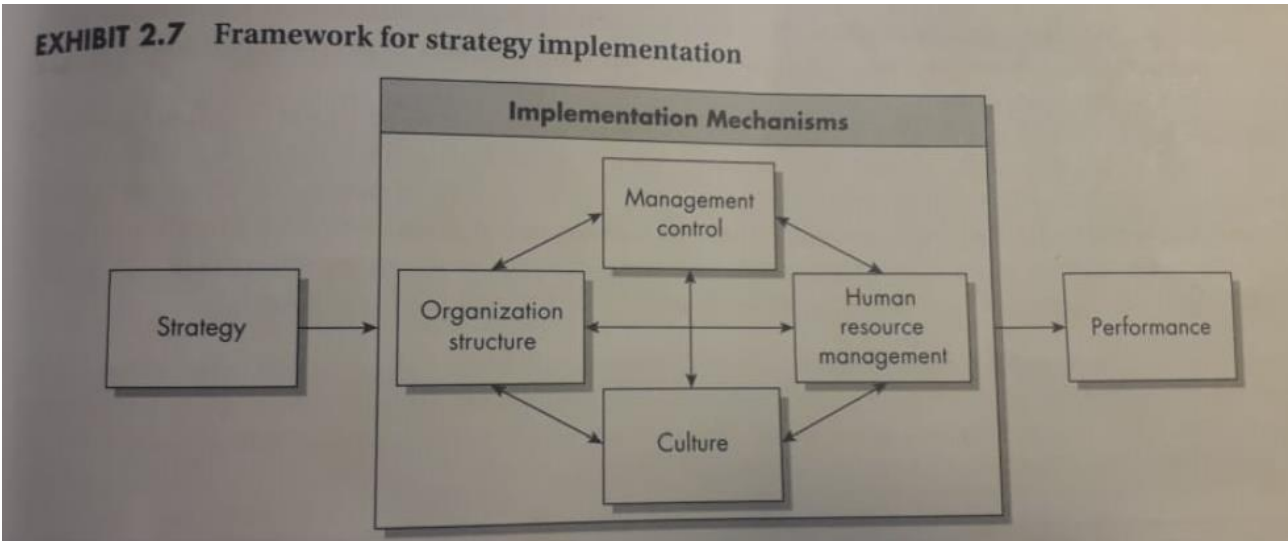 EXHIBIT 2.7 Framework for strategy implementation
Implementation Mechanisms
Management
control
Strategy
Organization
structure
Human
resource
management
Performance
Culture